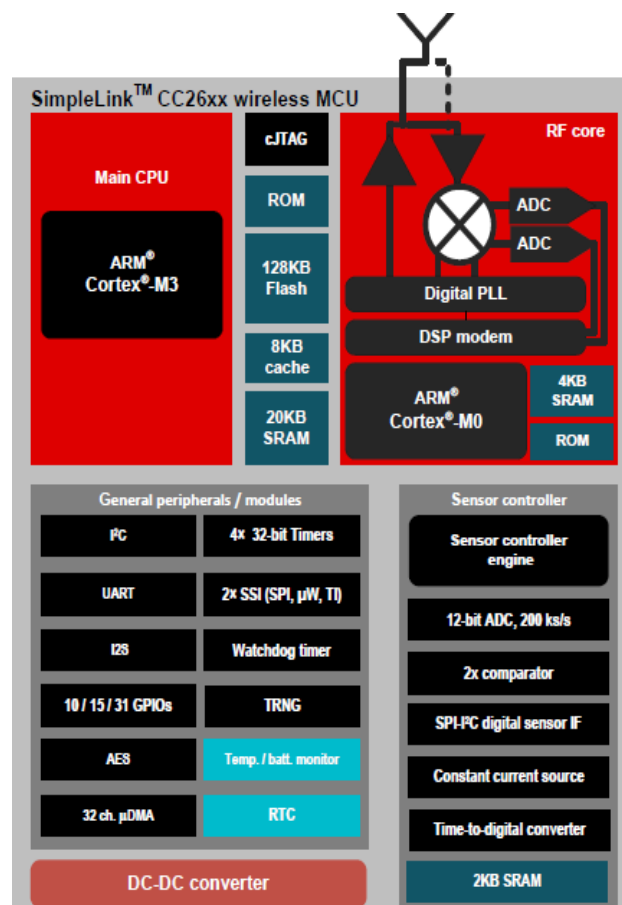 SimpleLink™ CC26xx wireless MCU
Main CPU
ARM®
Cortex®-M3
cJTAG
ROM
128KB
Flash
8KB
cache
20KB
SRAM
RF core
ADC
ADC
Digital PLL
DSP modem
ARM®
Cortex®-M0
4KB
SRAM
ROM
General peripherals / modules
I²C
4× 32-bit Timers
UART
2× SSI (SPI, µW, TI)
I2S
Watchdog timer
10 / 15 / 31 GPIOs
TRNG
AES
Temp. / batt. monitor
32 ch. µDMA
RTC
DC-DC converter
Sensor controller
Sensor controller
engine
12-bit ADC, 200 ks/s
2x comparator
SPI-I²C digital sensor IF
Constant current source
Time-to-digital converter
2KB SRAM